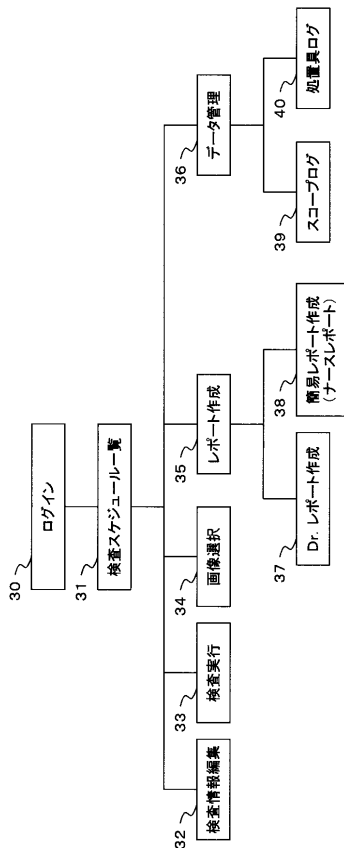 30
ログイン
31
検査スケジュール一覧
32
検査情報編集
33
検査実行
34
画像選択
35
レポート作成
36
データ管理
37
Dr. レポート作成
38
簡易レポート作成
(ナースレポート)
39
スコープログ
40
処置具ログ